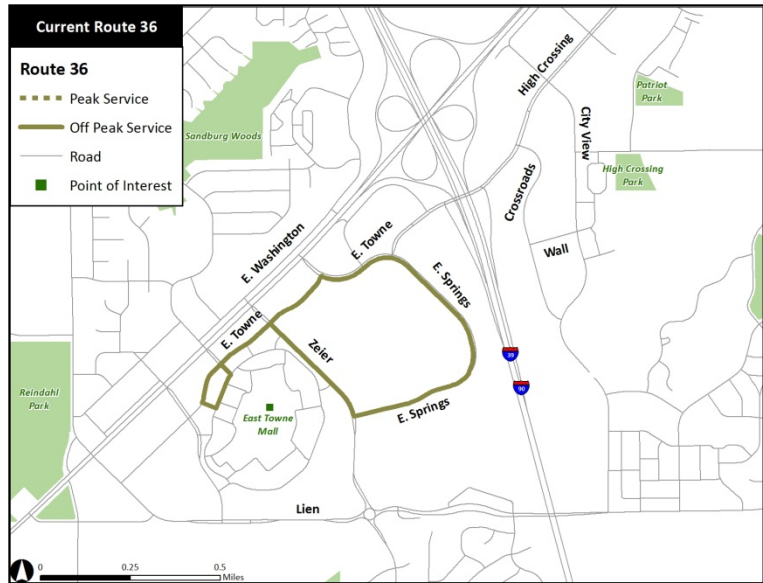 Current Route 36
Route 36
Peak Service
Off Peak Service
Road
Point of Interest
Sandburg Woods
High Crossing
Patriot
Park
City View
High Crossing
Park
Crossroads
E. Washington
E. Towne
Wall
E. Springs
E. Towne
Zeier
39
90
Reindahl
Park
East Towne
Mall
E. Springs
Lien
0
0.25
0.5
Miles